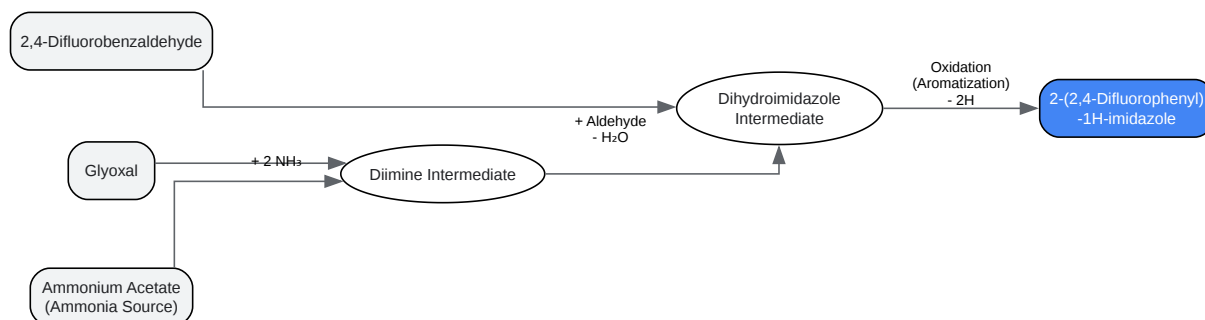 2,4-Difluorobenzaldehyde
Oxidation
(Aromatization)
- 2H
Dihydroimidazole
Intermediate
2-(2,4-Difluorophenyl)
-1H-imidazole
+ Aldehyde
- H₂O
Glyoxal
+ 2 NH₃
Diimine Intermediate
Ammonium Acetate
(Ammonia Source)